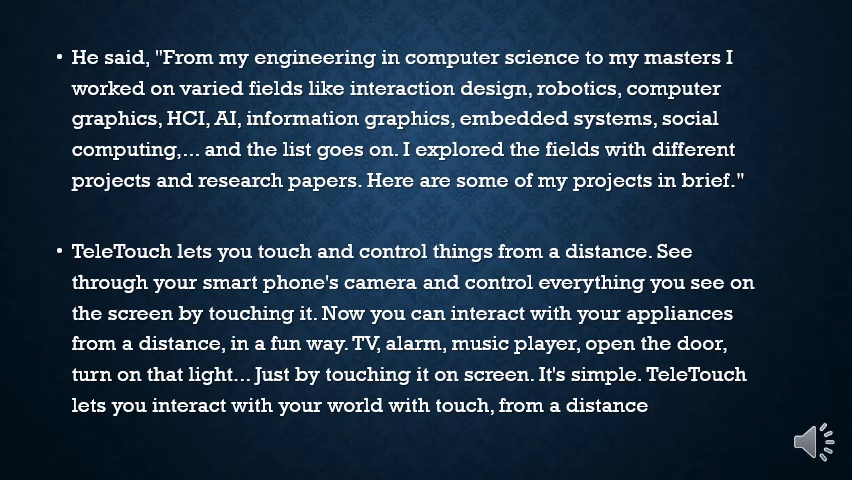 • He said, "From my engineering in computer science to my masters I
worked on varied fields like interaction design, robotics, computer
graphics, HCI, AI, information graphics, embedded systems, social
computing,... and the list goes on. I explored the fields with different
projects and research papers. Here are some of my projects in brief."
• TeleTouch lets you touch and control things from a distance. See
through your smart phone's camera and control everything you see on
the screen by touching it. Now you can interact with your appliances
from a distance, in a fun way. TV, alarm, music player, open the door,
turn on that light... Just by touching it on screen. It's simple. TeleTouch
lets you interact with your world with touch, from a distance